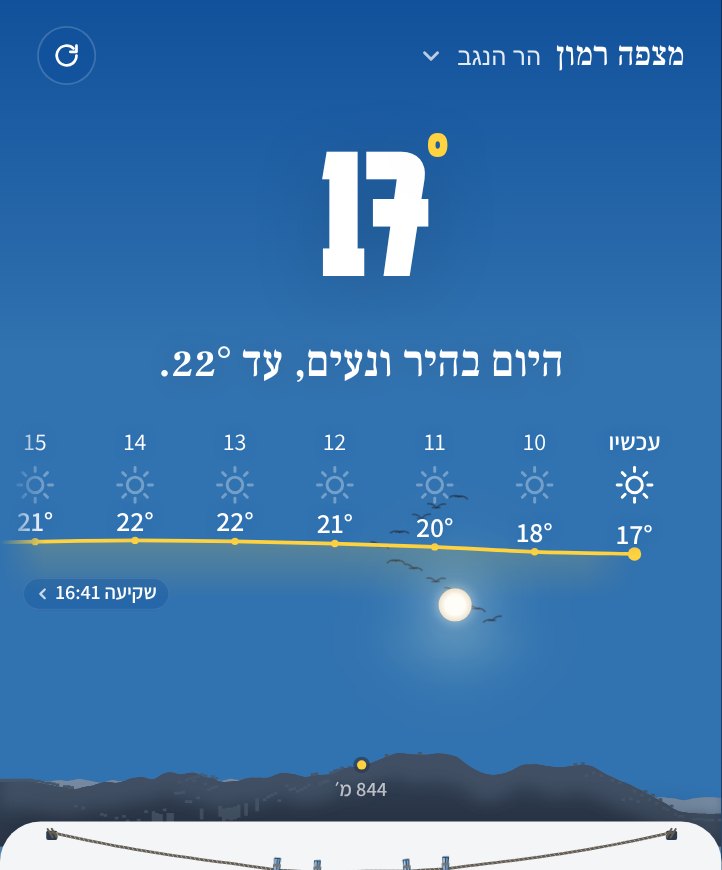 מצפה רמון הר הנגב
17°
היום בהיר ונעים, עד 22°.
עכשיו 10 11 12 13 14 15
17° 18° 20° 21° 22° 22° 21°
שקיעה 16:41
844 מ׳